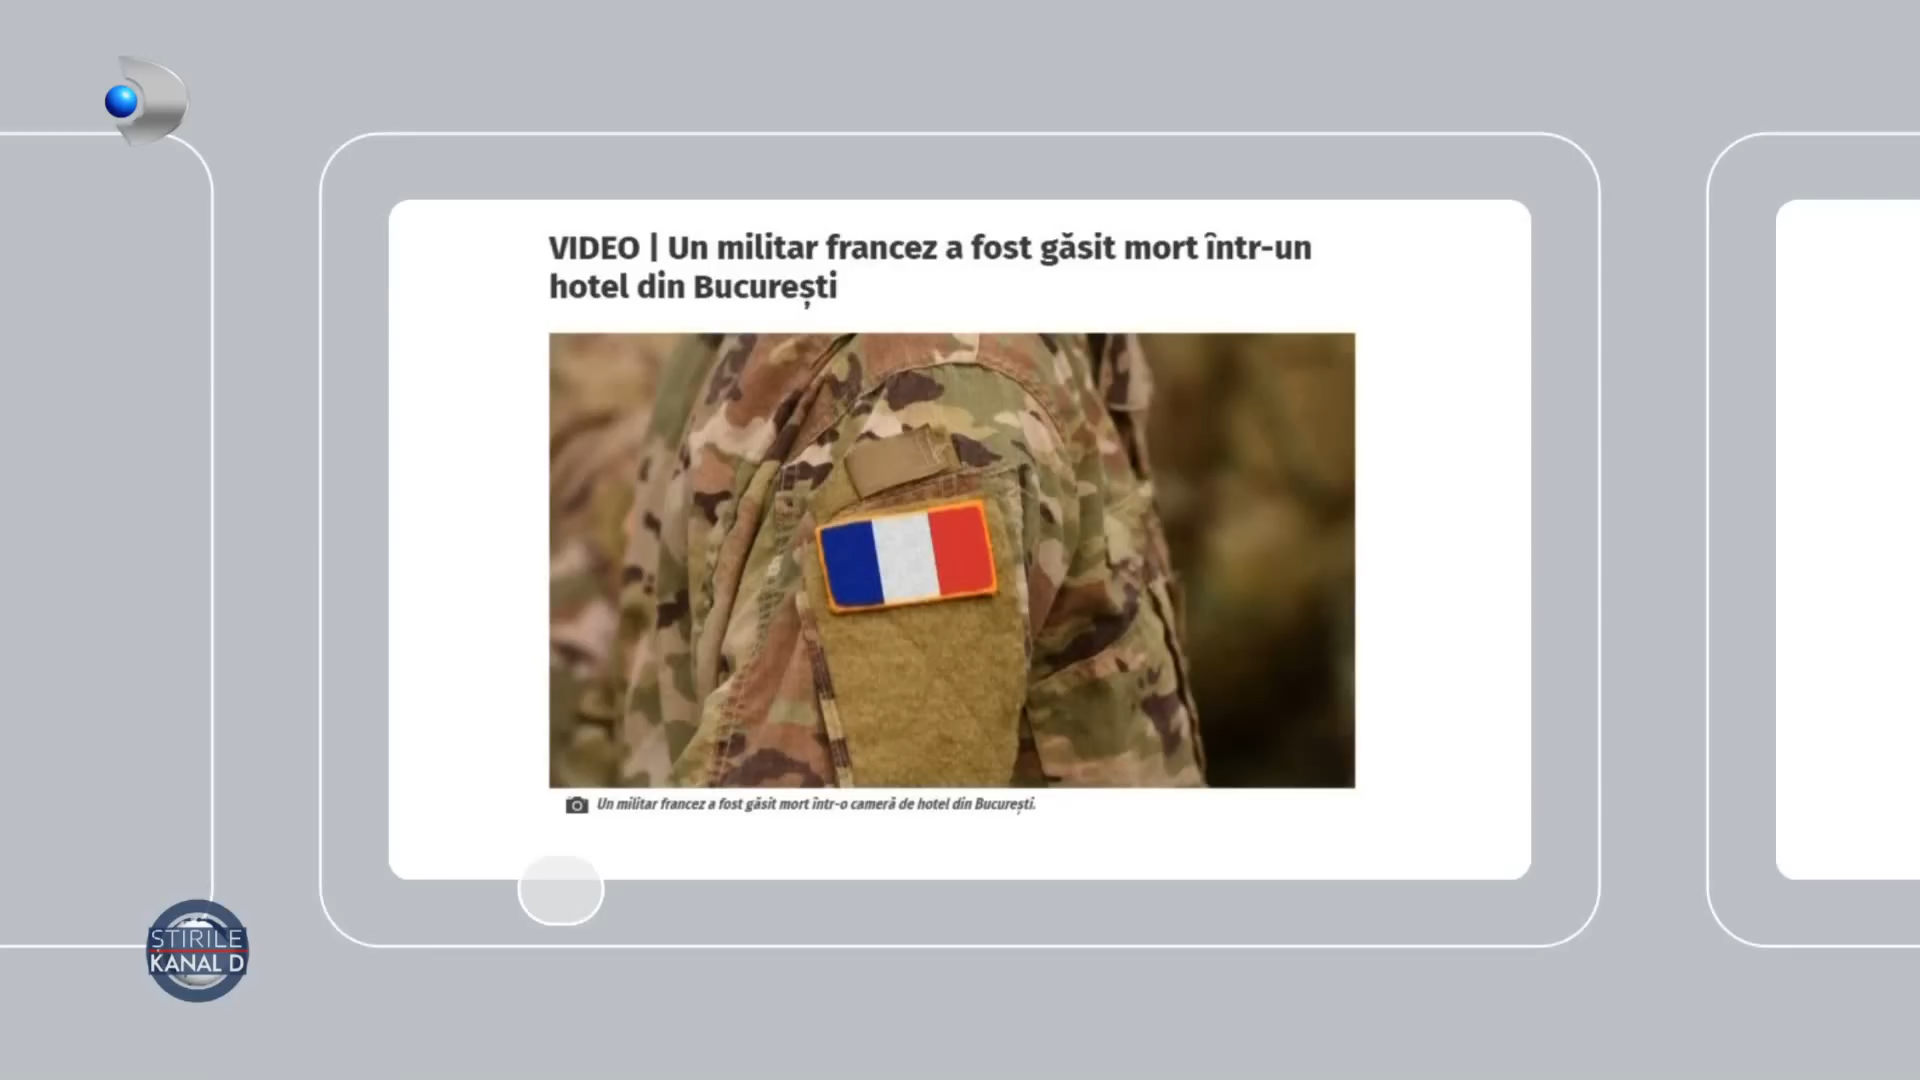 VIDEO | Un militar francez a fost găsit mort într-un
hotel din București
Un militar francez a fost găsit mort într-o cameră de hotel din București.
ȘTIRILE
KANAL D